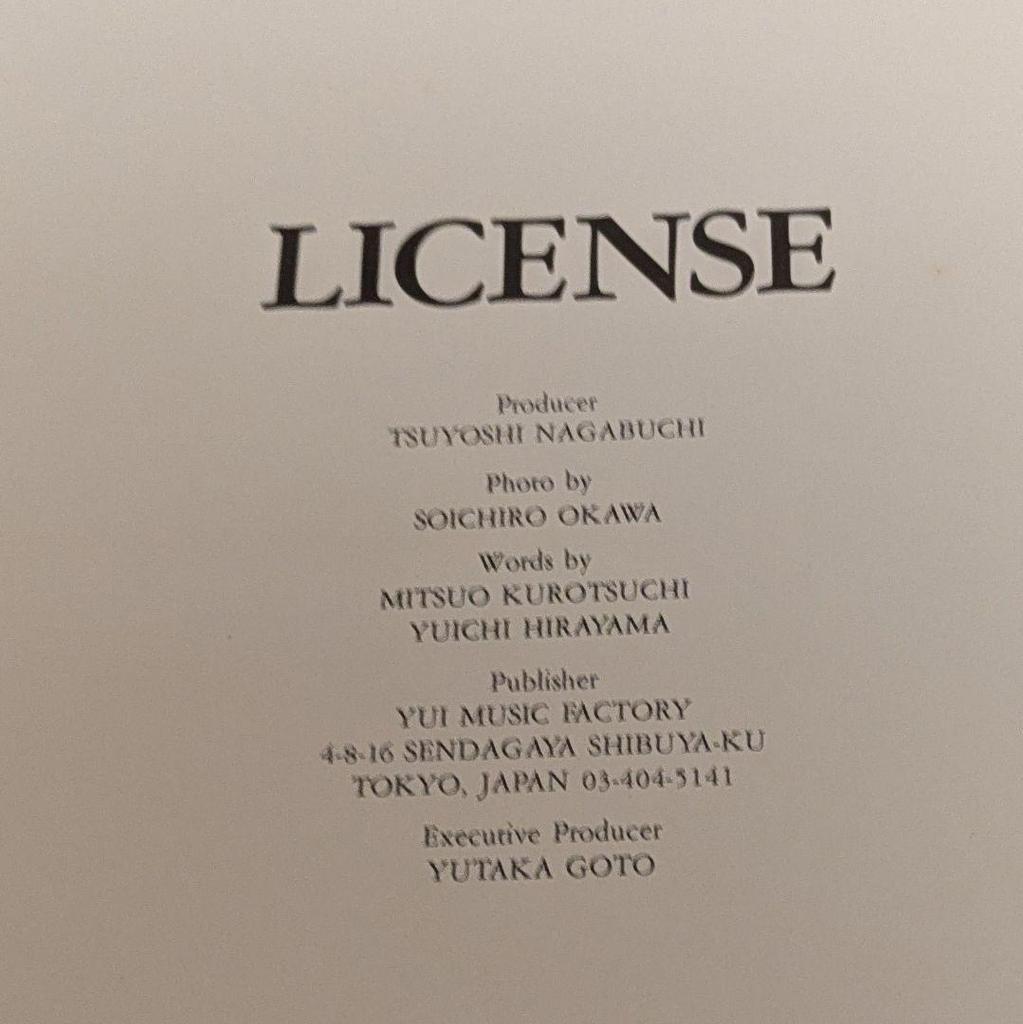 LICENSE
Producer
TSUYOSHI NAGABUCHI
Photo by
SOICHIRO OKAWA
Words by
MITSUO KUROTSUCHI
YUICHI HIRAYAMA
Publisher
YUI MUSIC FACTORY
4-8-16 SENDAGAYA SHIBUYA-KU
TOKYO, JAPAN 03-404-5141
Executive Producer
YUTAKA GOTO